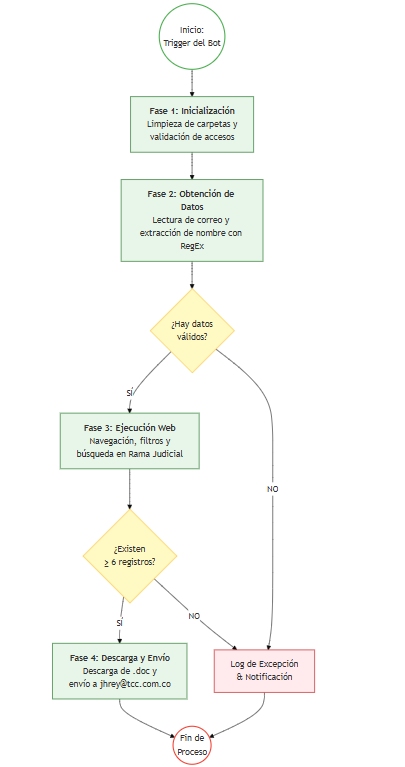 Inicio:
Trigger del Bot
Fase 1: Inicialización
Limpieza de carpetas y
validación de accesos
Fase 2: Obtención de
Datos
Lectura de correo y
extracción de nombre con
RegEx
¿Hay datos
válidos?
SÍ
Fase 3: Ejecución Web
Navegación, filtros y
búsqueda en Rama Judicial
NO
¿Existen
≥ 6 registros?
SÍ
NO
Fase 4: Descarga y Envío
Descarga de .doc y
envío a jhrey@tcc.com.co
Log de Excepción
& Notificación
Fin de
Proceso